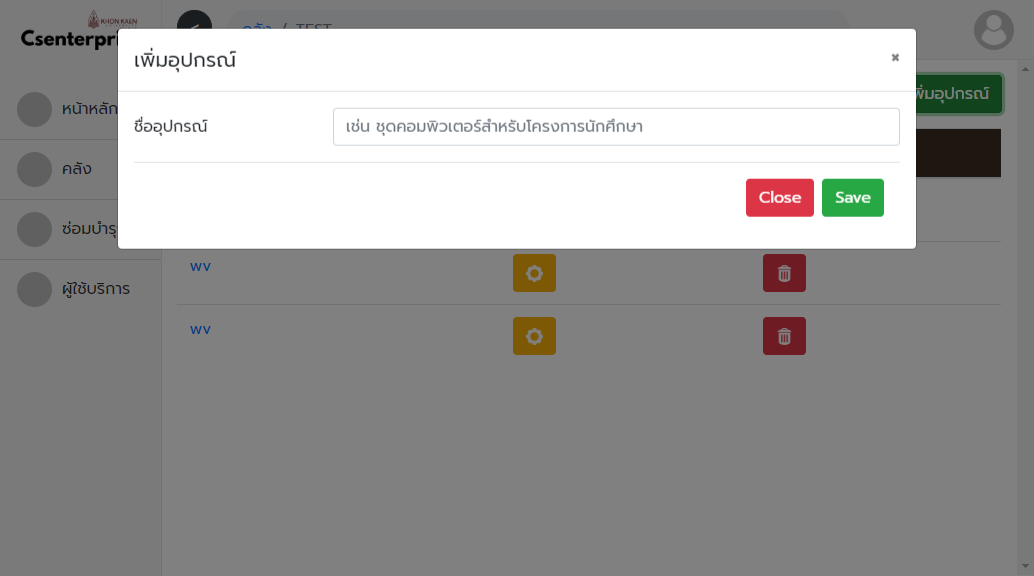 KHON KAEN
Csenterpri
คลัง / TEST
เพิ่มอุปกรณ์
×
หน้าหลัก
คลัง
ซ่อมบำรุ
ผู้ใช้บริการ
พิ่มอุปกรณ์
ชื่ออุปกรณ์
เช่น ชุดคอมพิวเตอร์สำหรับโครงการนักศึกษา
Close Save
wv
wv